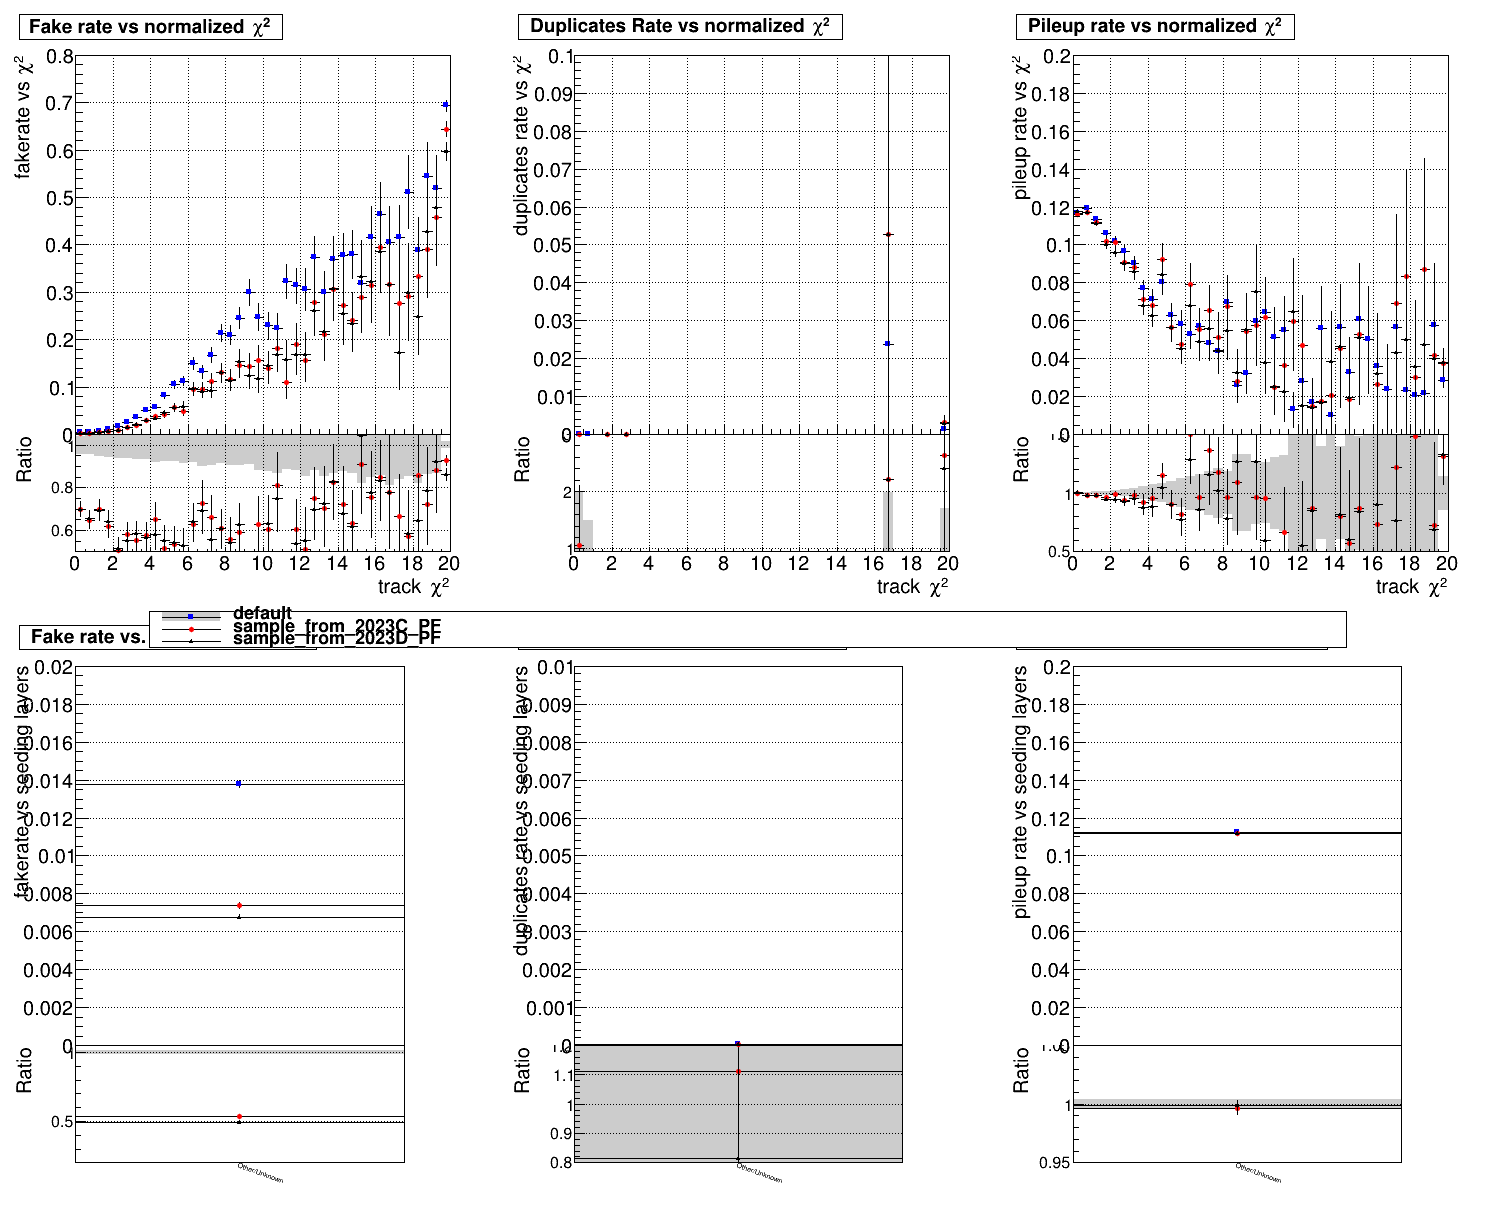 Fake rate vs normalized χ²
Duplicates Rate vs normalized χ²
Pileup rate vs normalized χ²
fakerate vs χ²
0.8
0.7
0.6
0.5
0.4
0.3
0.2
0.1
0
Ratio
1
0.8
0.6
0 2 4 6 8 10 12 14 16 18 20
track χ²
duplicates rate vs χ²
0.1
0.09
0.08
0.07
0.06
0.05
0.04
0.03
0.02
0.01
0
Ratio
2
1
0 2 4 6 8 10 12 14 16 18 20
track χ²
pileup rate vs χ²
0.2
0.18
0.16
0.14
0.12
0.1
0.08
0.06
0.04
0.02
0
Ratio
1
0.5
0 2 4 6 8 10 12 14 16 18 20
track χ²
default
sample_from_2023C_PF
sample_from_2023D_PF
Fake rate vs.
fakerate vs seeding layers
0.02
0.018
0.016
0.014
0.012
0.01
0.008
0.006
0.004
0.002
0
Ratio
1
0.5
Other/Unknown
duplicates rate vs seeding layers
0.01
0.009
0.008
0.007
0.006
0.005
0.004
0.003
0.002
0.001
0
Ratio
1.1
1
0.9
0.8
Other/Unknown
pileup rate vs seeding layers
0.2
0.18
0.16
0.14
0.12
0.1
0.08
0.06
0.04
0.02
0
Ratio
1
0.95
Other/Unknown